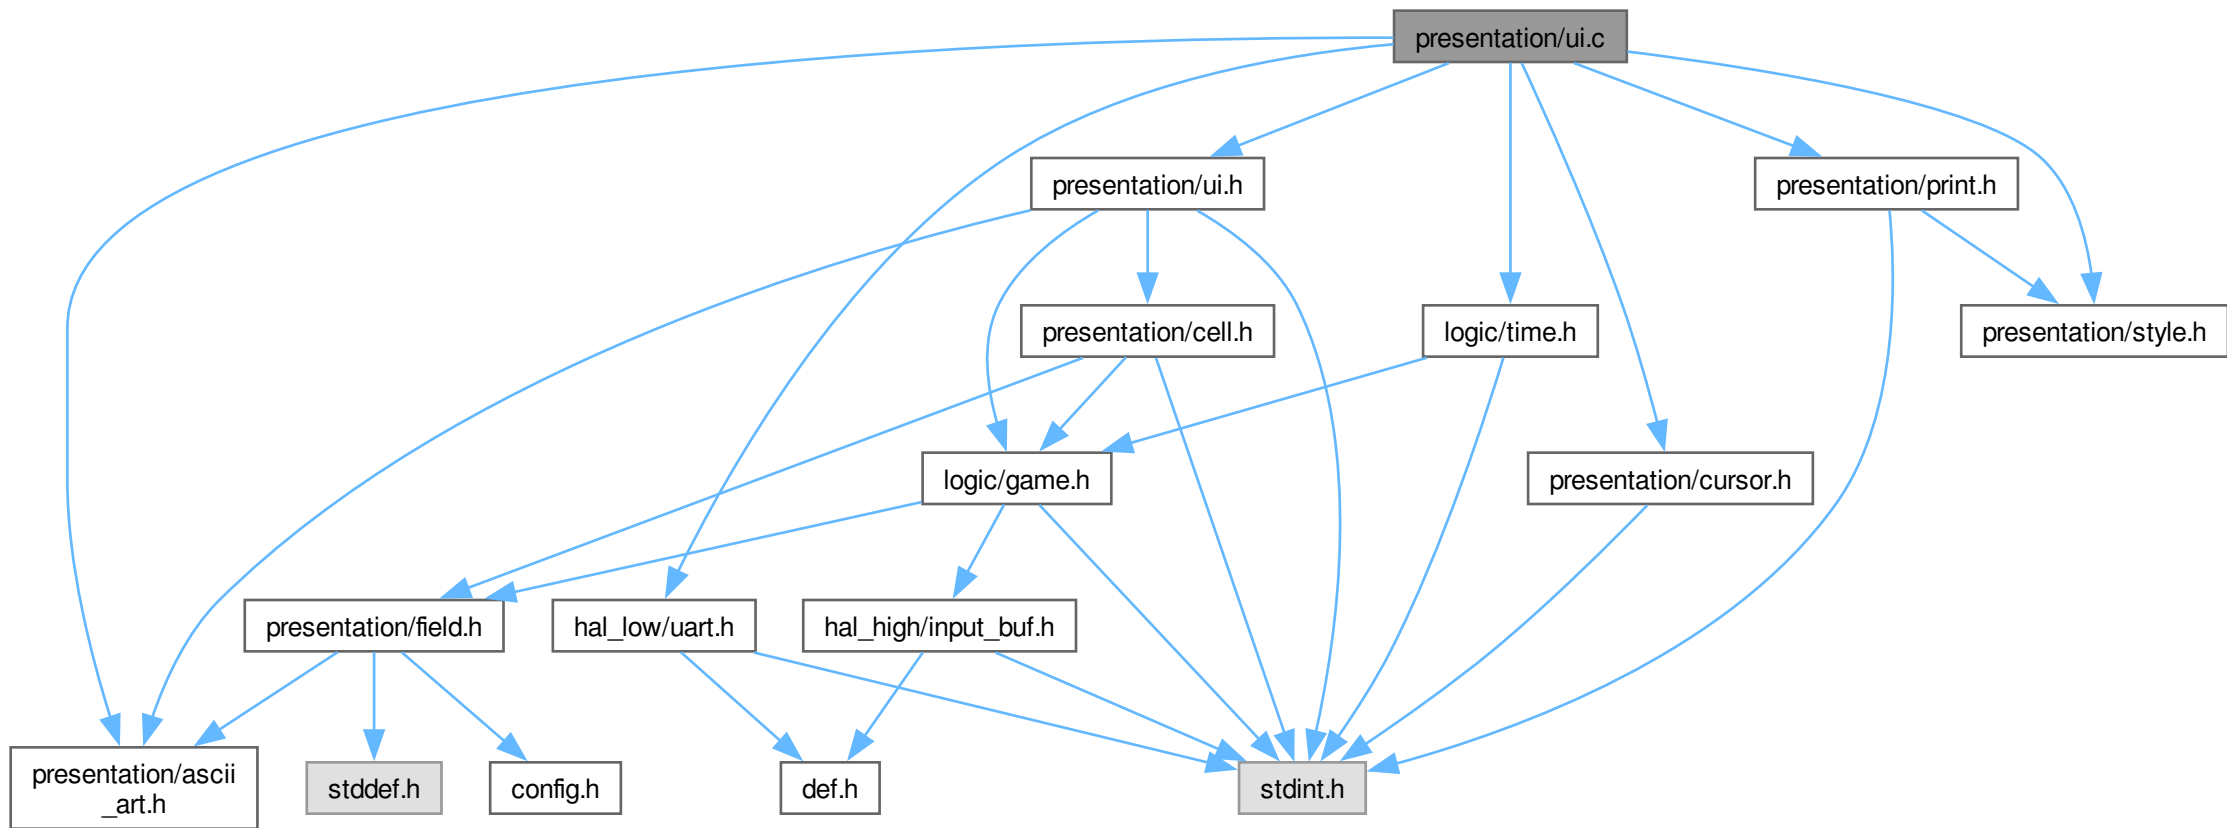 presentation/ui.c
presentation/ui.h
presentation/print.h
presentation/cell.h
logic/time.h
presentation/style.h
logic/game.h
presentation/cursor.h
presentation/field.h
hal_low/uart.h
hal_high/input_buf.h
presentation/ascii
_art.h
stddef.h
config.h
def.h
stdint.h